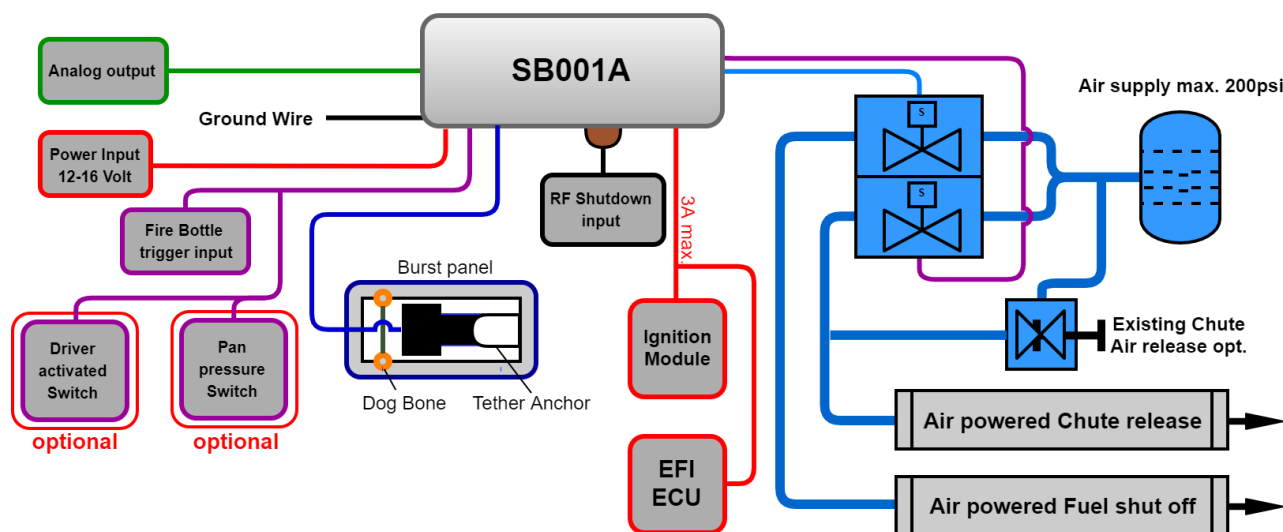 SB001A
Analog output
Ground Wire
Power Input
12-16 Volt
Fire Bottle
trigger input
RF Shutdown
input
3A max.
S
S
Air supply max. 200psi
Burst panel
Dog Bone
Tether Anchor
Driver
activated
Switch
optional
Pan
pressure
Switch
optional
Ignition
Module
EFI
ECU
Existing Chute
Air release opt.
Air powered Chute release
Air powered Fuel shut off